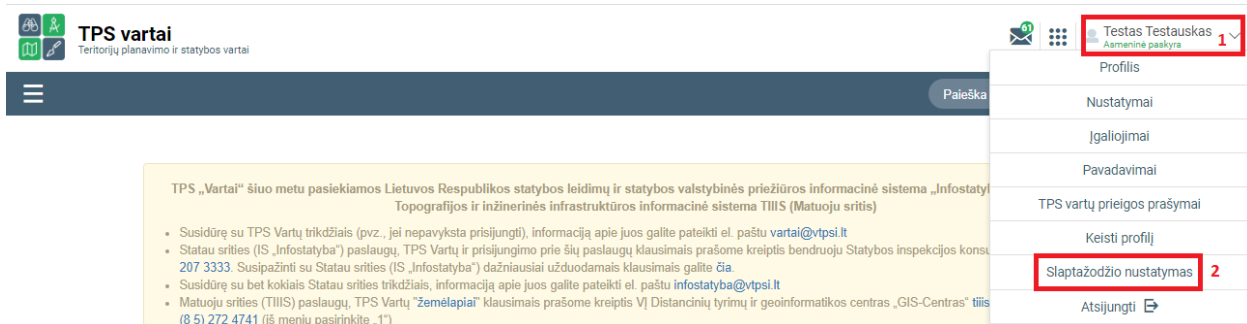 TPS vartai
Teritorijų planavimo ir statybos vartai
61
Testas Testauskas
Asmeninė paskyra
1
Profilis
Paieška
Nustatymai
Įgaliojimai
Pavadavimai
TPS vartų prieigos prašymai
Keisti profilį
Slaptažodžio nustatymas 2
Atsijungti
TPS „Vartai“ šiuo metu pasiekiamos Lietuvos Respublikos statybos leidimų ir statybos valstybinės priežiūros informacinė sistema „Infostatyl
Topografijos ir inžinerinės infrastruktūros informacinė sistema TIIIS (Matuoju sritis)
Susidūrę su TPS Vartų trikdžiais (pvz., jei nepavyksta prisijungti), informaciją apie juos galite pateikti el. paštu vartai@vtpsi.lt
Statau srities (IS „Infostatyba“) paslaugų, TPS Vartų ir prisijungimo prie šių paslaugų klausimais prašome kreiptis bendruoju Statybos inspekcijos konsu
207 3333. Susipažinti su Statau srities (IS „Infostatyba“) dažniausiai užduodamais klausimais galite čia.
Susidūrę su bet kokiais Statau srities trikdžiais, informaciją apie juos galite pateikti el. paštu infostatyba@vtpsi.lt
Matuoju srities (TIIIS) paslaugų, TPS Vartų "žemėlapiai" klausimais prašome kreiptis VĮ Distancinių tyrimų ir geoinformatikos centras „GIS-Centras“ tiiis
(8 5) 272 4741 (iš meniu pasirinkite „1“)